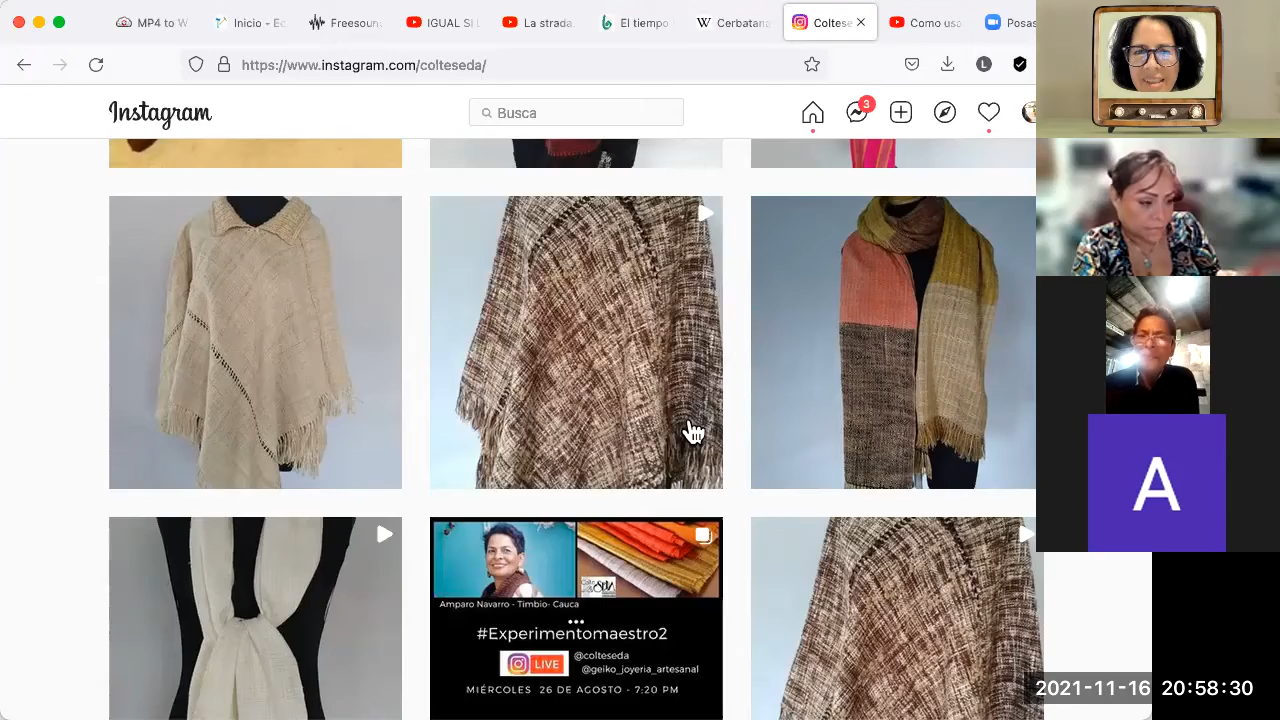 MP4 to W
Inicio - Ec
Freesoun
IGUAL SI L
La strada
El tiempo
Cerbatana
Coltese
Como usa
Posas
https://www.instagram.com/colteseda/
L
Instagram
Busca
3
A
Amparo Navarro - Timbio- Cauca
#Experimentomaestro2
LIVE
@colteseda
@geiko_joyeria_artesanal
MIÉRCOLES 26 DE AGOSTO - 7:20 PM
2021-11-16 20:58:30